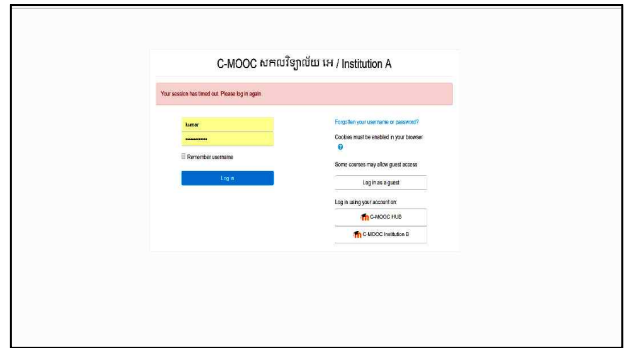 C-MOOC សកលវិទ្យាល័យ អេ / Institution A
Your session has timed out. Please log in again.
kumar
Remember username
Log in
Forgotten your username or password?
Cookies must be enabled in your browser
Some courses may allow guest access
Log in as a guest
Log in using your account on:
C-MOOC HUB
C-MOOC Institution B